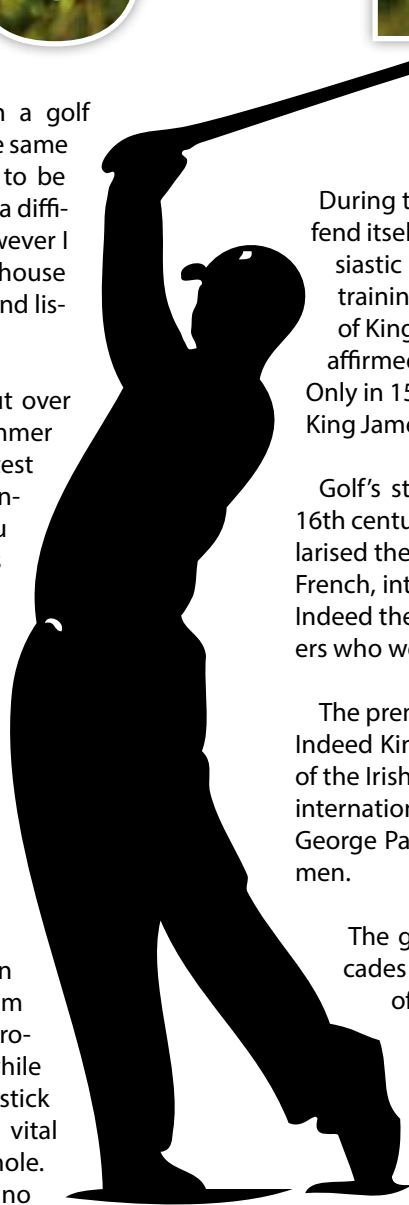 a golf
same
to be
a diffi-
wever I
house
nd lis-
ut over
mmer
test
n-
u
n
m
ro-
hile
stick
vital
hole.
no
During t
fend itsel
siastic
trainin
of King
affirmed
Only in 15
King Jame
Golf's st
16th centu
larised the
French, int
Indeed the
ers who we
The prem
Indeed Kin
of the Irish
internation
George Pa
men.
The g
cades
of